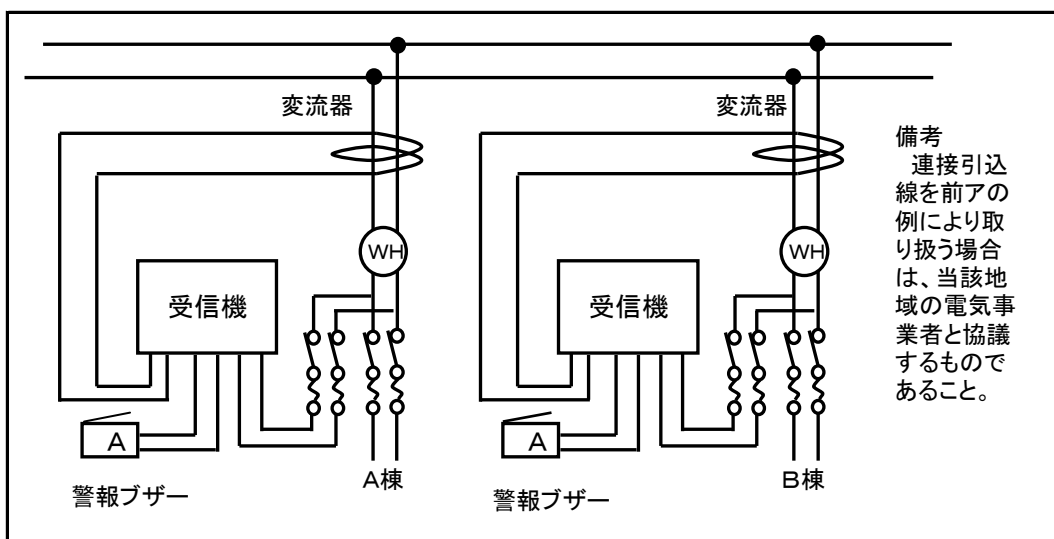 変流器
WH
受信機
A
警報ブザー
A棟
変流器
WH
受信機
A
警報ブザー
B棟
備考
連接引込
線を前アの
例により取
り扱う場合
は、当該地
域の電気事
業者と協議
するもので
あること。